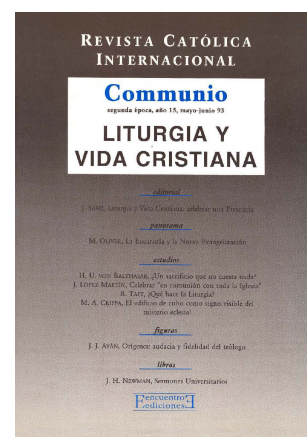 REVISTA CATÓLICA
INTERNACIONAL
Communio
segunda época, año 15, mayo-junio 93
LITURGIA Y
VIDA CRISTIANA
editorial
J. SANZ, Liturgia y Vida Cristiana: celebrar una Presencia
panorama
M. OLIVER, La Eucaristía y la Nueva Evangelización
estudios
H. U. VON BALTHASAR, ¿Un sacrificio que no cuesta nada?
J. LÓPEZ MARTÍN, Celebrar "en comunión con toda la Iglesia"
R. TAFT, ¿Qué hace la Liturgia?
M. A. CRIPPA, El edificio de culto como signo visible del
misterio eclesial
figuras
J. J. AYÁN, Orígenes: audacia y fidelidad del teólogo
libros
J. H. NEWMAN, Sermones Universitarios
encuentro
ediciones